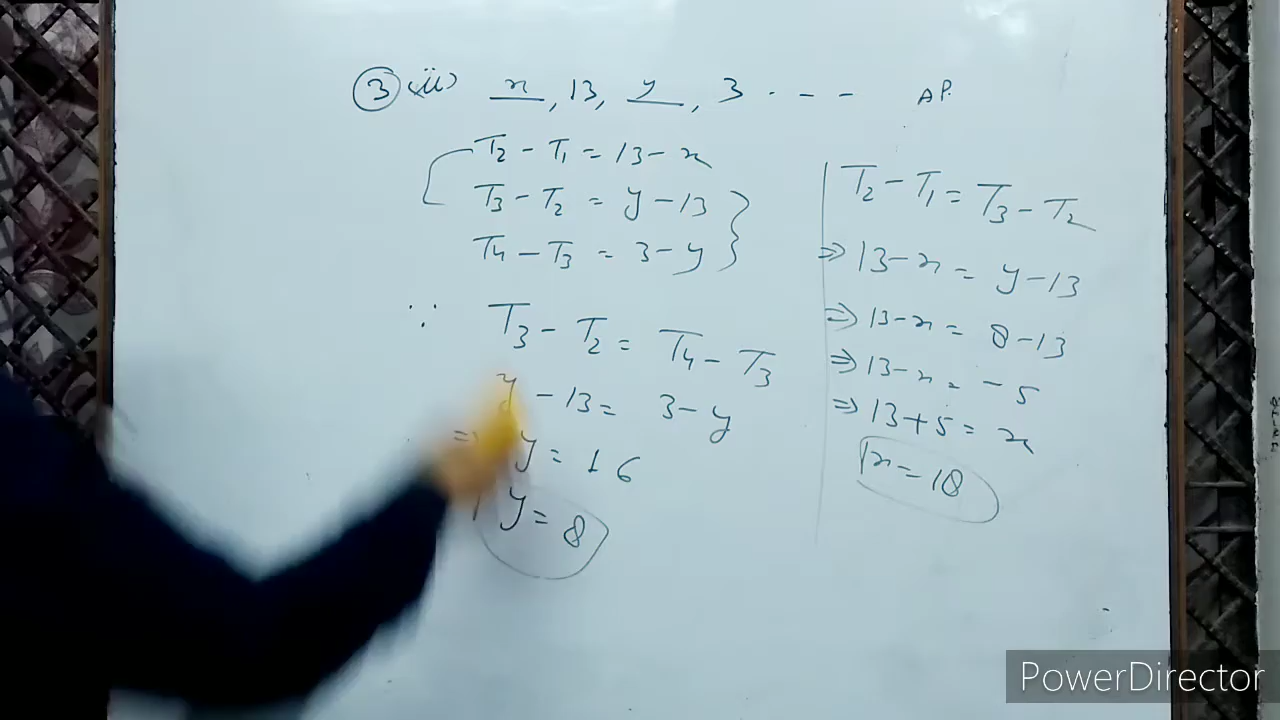 3 (ii) x, 13, y, 3 - - - AP.
T2 - T1 = 13 - x
T3 - T2 = y - 13
T4 - T3 = 3 - y
∵ T3 - T2 = T4 - T3
y - 13 = 3 - y
⇒ y = 16
y = 8
T2 - T1 = T3 - T2
⇒ 13 - x = y - 13
⇒ 13 - x = 8 - 13
⇒ 13 - x = - 5
⇒ 13 + 5 = x
x = 18
PowerDirector